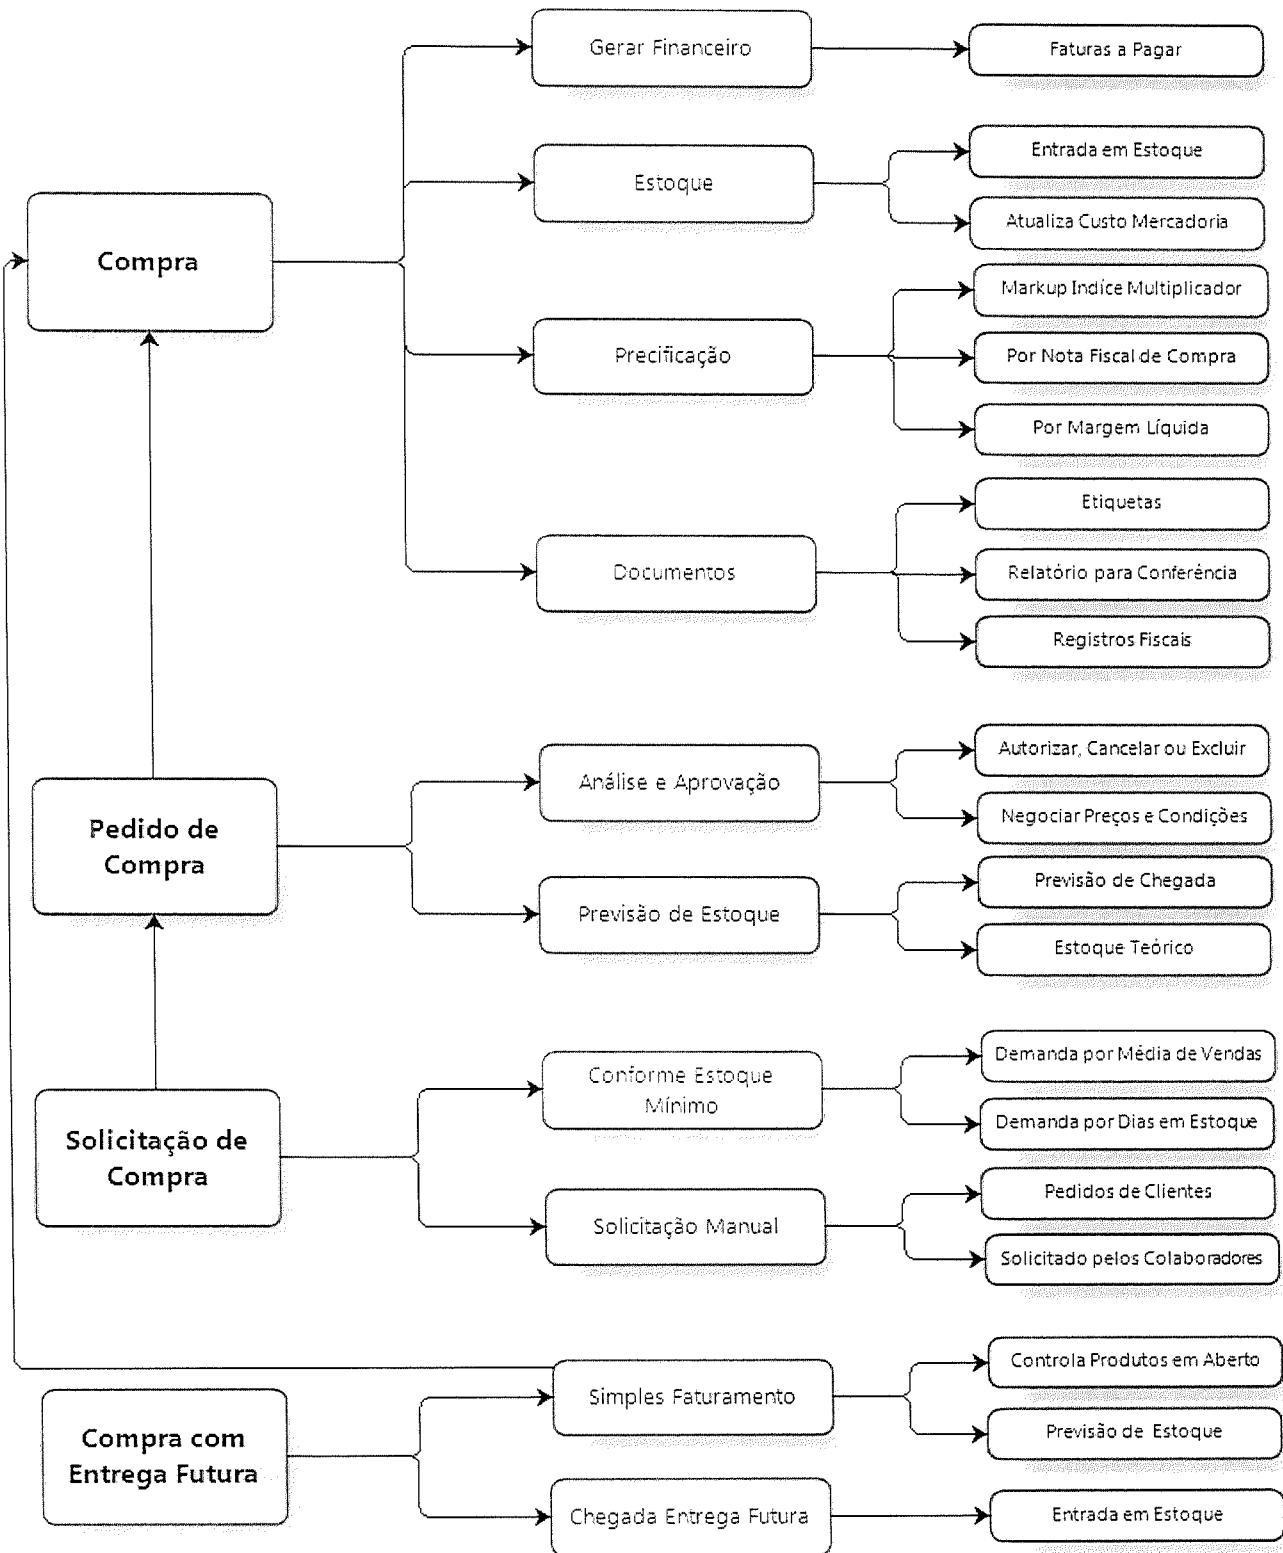 Gerar Financeiro
Faturas a Pagar
Estoque
Entrada em Estoque
Atualiza Custo Mercadoria
Compra
Markup Indíce Multiplicador
Precificação
Por Nota Fiscal de Compra
Por Margem Líquida
Etiquetas
Documentos
Relatório para Conferência
Registros Fiscais
Pedido de
Compra
Análise e Aprovação
Autorizar, Cancelar ou Excluir
Negociar Preços e Condições
Previsão de Estoque
Previsão de Chegada
Estoque Teórico
Solicitação de
Compra
Conforme Estoque
Mínimo
Demanda por Média de Vendas
Demanda por Dias em Estoque
Solicitação Manual
Pedidos de Clientes
Solicitado pelos Colaboradores
Compra com
Entrega Futura
Simples Faturamento
Controla Produtos em Aberto
Previsão de Estoque
Chegada Entrega Futura
Entrada em Estoque